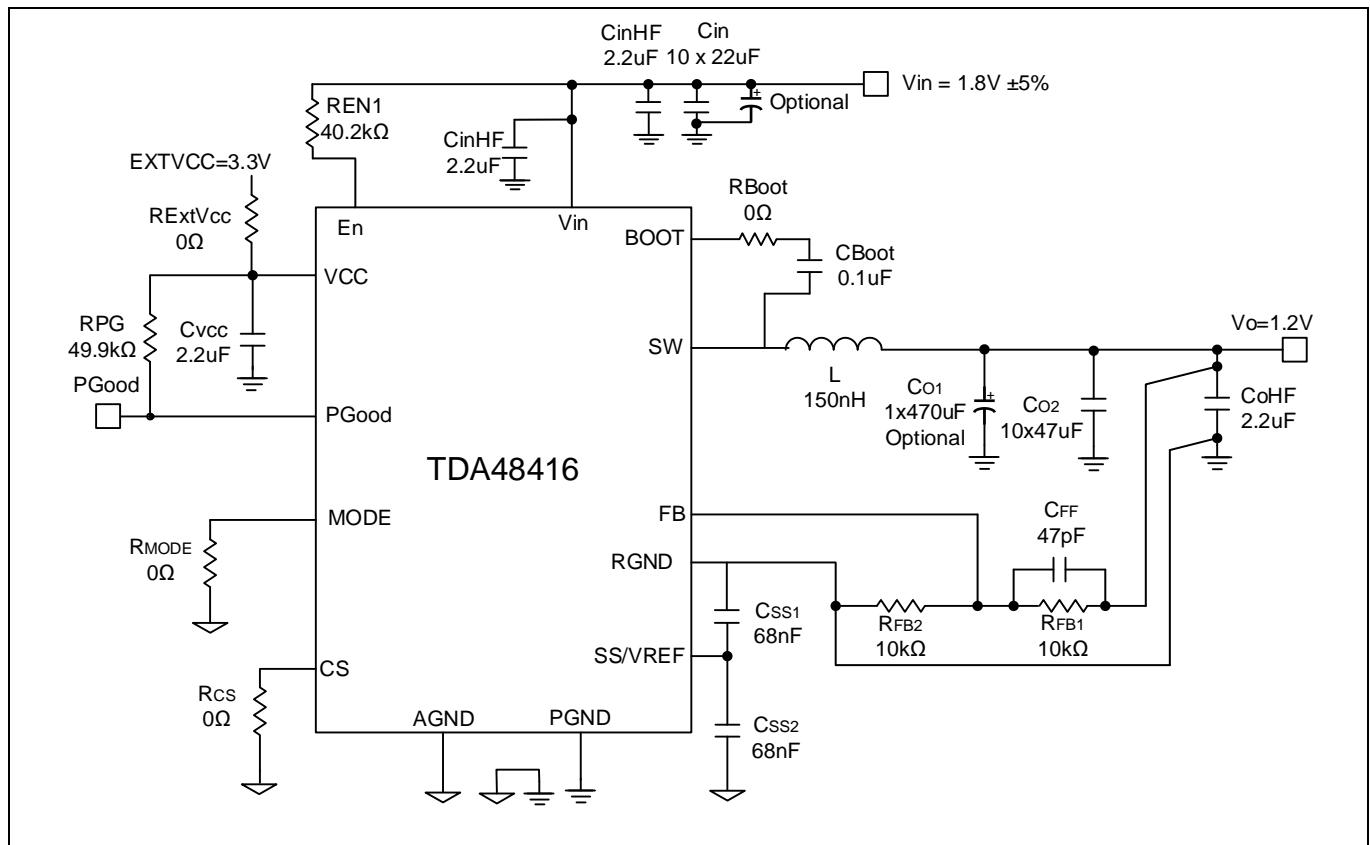 CinHF
2.2uF
Cin
10 x 22uF
Vin = 1.8V ±5%
+
Optional
REN1
40.2kΩ
CinHF
2.2uF
EXTVCC=3.3V
RExtVcc
0Ω
En
Vin
BOOT
RBoot
0Ω
CBoot
0.1uF
VCC
RPG
49.9kΩ
Cvcc
2.2uF
PGood
PGood
SW
L
150nH
Vo=1.2V
CO1
1x470uF
Optional
+
CO2
10x47uF
CoHF
2.2uF
TDA48416
MODE
RMODE
0Ω
FB
RGND
CFF
47pF
CSS1
68nF
RFB2
10kΩ
RFB1
10kΩ
SS/VREF
CS
RCS
0Ω
AGND
PGND
CSS2
68nF